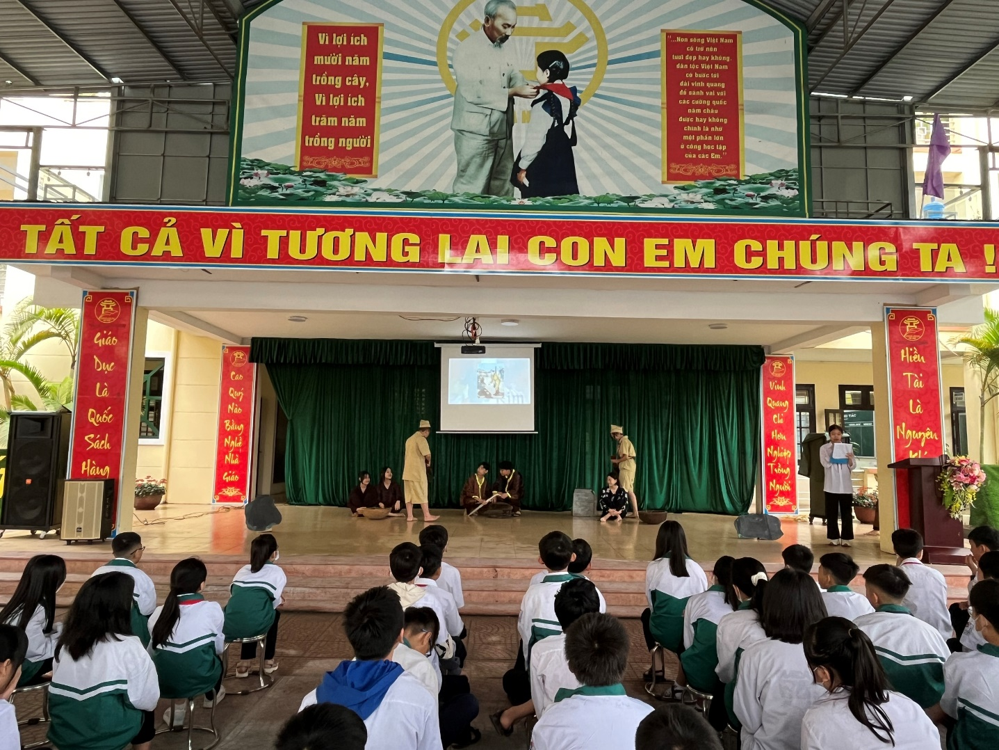 Vì lợi ích
mười năm
trồng cây,
Vì lợi ích
trăm năm
trồng người
"...Non sông Việt Nam
có trở nên
tươi đẹp hay không,
dân tộc Việt Nam
có bước tới
đài vinh quang
để sánh vai với
các cường quốc
năm châu
được hay không
chính là nhờ
một phần lớn
ở công học tập
của các Em."
TẤT CẢ VÌ TƯƠNG LAI CON EM CHÚNG TA !
Giáo
Dục
Là
Quốc
Sách
Hàng
Cao
Quý
Nào
Bằng
Nghề
Nhà
Giáo
Vinh
Quang
Chi
Hơn
Nghiệp
Trồng
Người
Hiền
Tài
Là
Nguyên
Khí